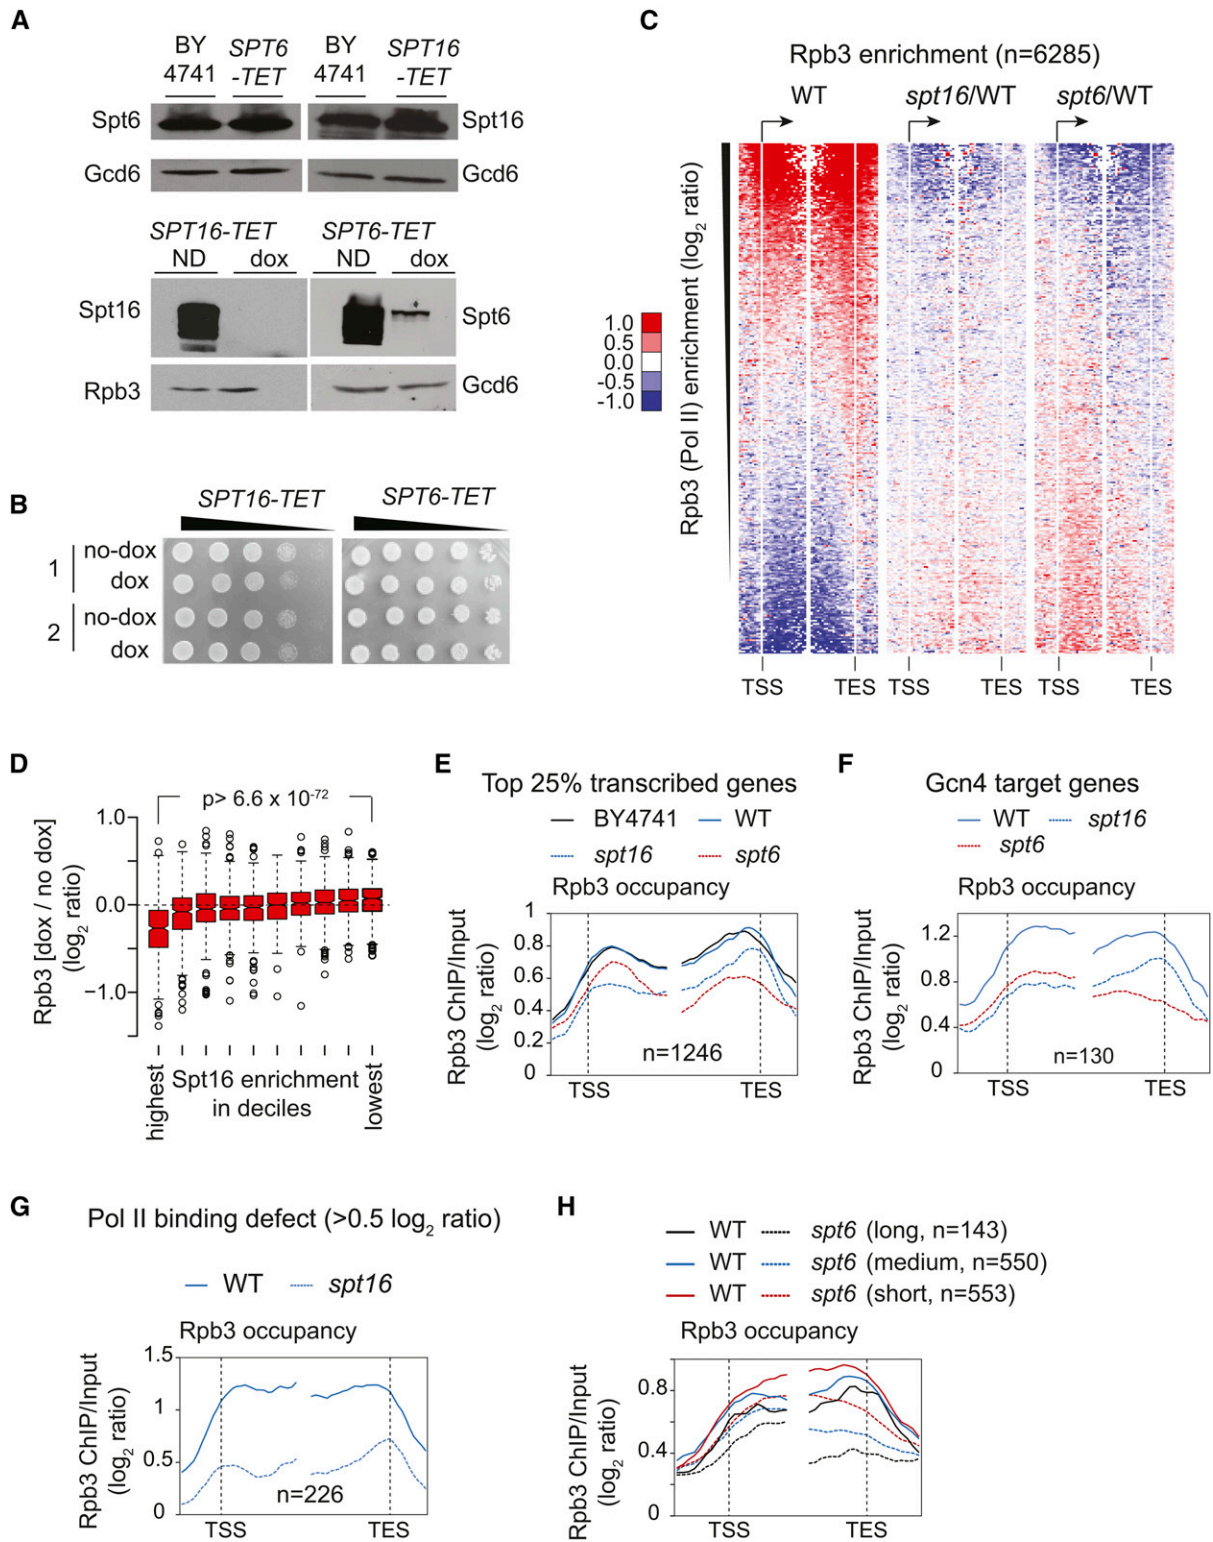 A
BY
4741
SPT6
-TET
BY
4741
SPT16
-TET
Spt6
Spt16
Gcd6
Gcd6
SPT16-TET
SPT6-TET
ND
dox
ND
dox
Spt16
Spt6
Rpb3
Gcd6
B
SPT16-TET
SPT6-TET
1
no-dox
dox
2
no-dox
dox
C
Rpb3 enrichment (n=6285)
WT
spt16/WT
spt6/WT
Rpb3 (Pol II) enrichment (log2 ratio)
1.0
0.5
0.0
-0.5
-1.0
TSS
TES
TSS
TES
TSS
TES
D
p> 6.6 x 10-72
Rpb3 [dox / no dox]
(log2 ratio)
1.0
0.0
−1.0
highest
Spt16 enrichment
in deciles
lowest
E
Top 25% transcribed genes
BY4741
WT
spt16
spt6
Rpb3 occupancy
Rpb3 ChIP/Input
(log2 ratio)
1
0.8
0.6
0.4
0.2
0
n=1246
TSS
TES
F
Gcn4 target genes
WT
spt16
spt6
Rpb3 occupancy
Rpb3 ChIP/Input
(log2 ratio)
1.2
0.8
0.4
0
n=130
TSS
TES
G
Pol II binding defect (>0.5 log2 ratio)
WT
spt16
Rpb3 occupancy
Rpb3 ChIP/Input
(log2 ratio)
1.5
1
0.5
0
n=226
TSS
TES
H
WT
spt6 (long, n=143)
WT
spt6 (medium, n=550)
WT
spt6 (short, n=553)
Rpb3 occupancy
Rpb3 ChIP/Input
(log2 ratio)
0.8
0.4
0
TSS
TES